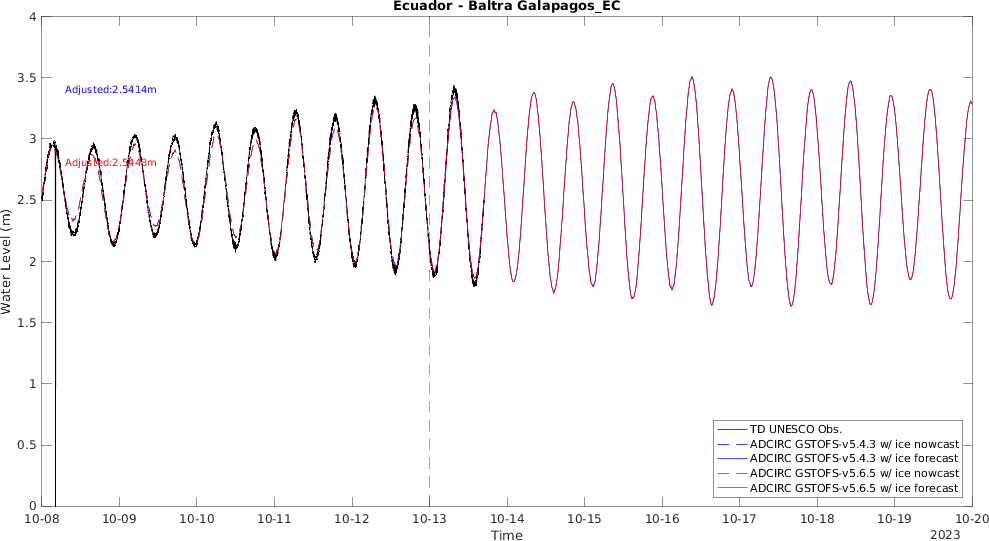 Ecuador - Baltra Galapagos_EC
Water Level (m)
4
3.5
3
2.5
2
1.5
1
0.5
0
Adjusted:2.5414m
Adjusted:2.5443m
TD UNESCO Obs.
ADCIRC GSTOFS-v5.4.3 w/ ice nowcast
ADCIRC GSTOFS-v5.4.3 w/ ice forecast
ADCIRC GSTOFS-v5.6.5 w/ ice nowcast
ADCIRC GSTOFS-v5.6.5 w/ ice forecast
10-08 10-09 10-10 10-11 10-12 10-13 10-14 10-15 10-16 10-17 10-18 10-19 10-20
Time
2023